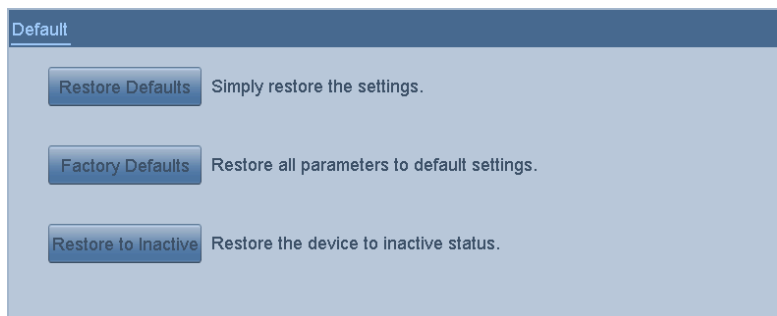 Default
Restore Defaults Simply restore the settings.
Factory Defaults Restore all parameters to default settings.
Restore to Inactive Restore the device to inactive status.